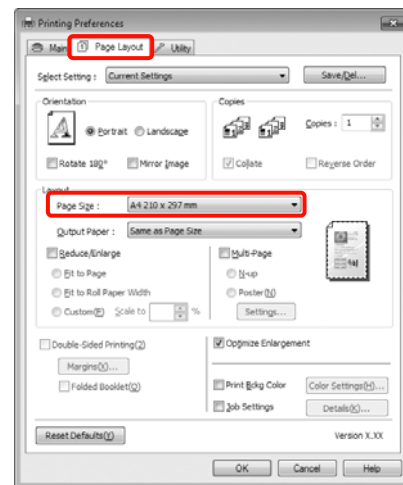 Printing Preferences
Main Page Layout Utility
Select Setting : Current Settings Save/Del...
Orientation
Portrait Landscape
Rotate 180° Mirror Image
Copies
Copies : 1
Collate Reverse Order
Layout
Page Size : A4 210 x 297 mm
Output Paper : Same as Page Size
Reduce/Enlarge
Fit to Page
Fit to Roll Paper Width
Custom(F) Scale to %
Multi-Page
N-up
Poster(N)
Settings...
Double-Sided Printing(2)
Margins(X)...
Folded Booklet(Q)
Optimize Enlargement
Print Bckg Color Color Settings(H)...
Job Settings Details(K)...
Reset Defaults(Y) Version X.XX
OK Cancel Help